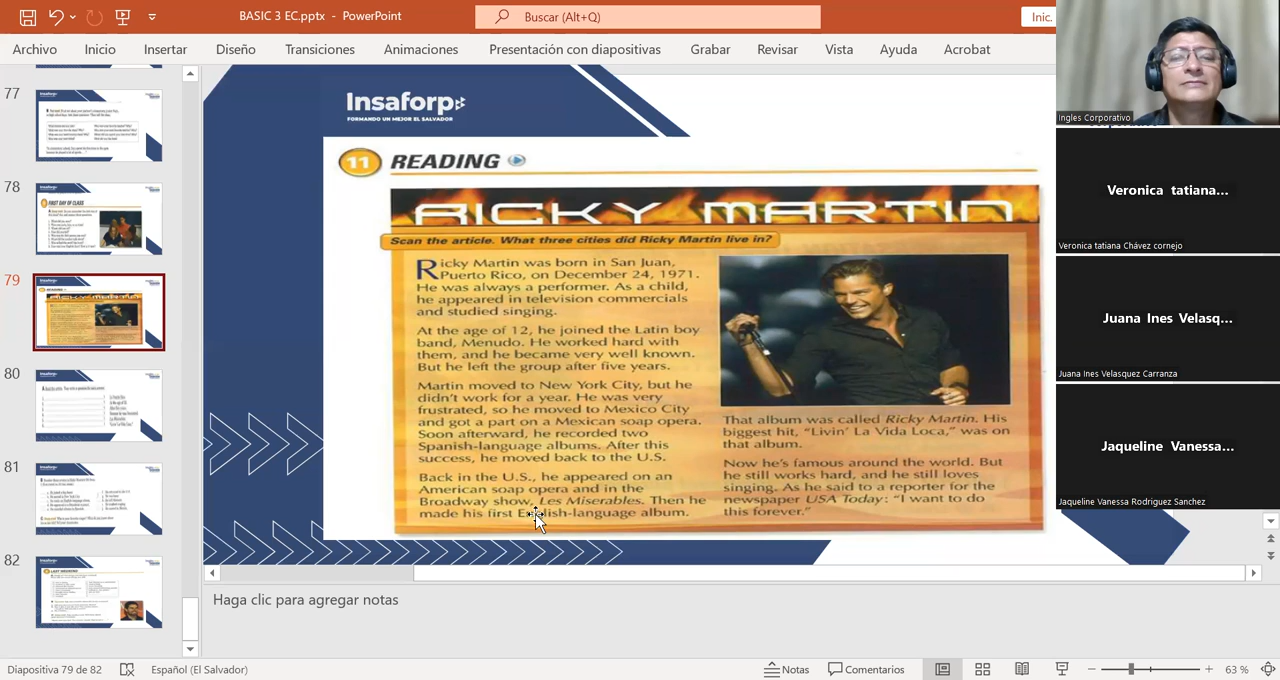 BASIC 3 EC.pptx - PowerPoint
Buscar (Alt+Q)
Inic.
Archivo Inicio Insertar Diseño Transiciones Animaciones Presentación con diapositivas Grabar Revisar Vista Ayuda Acrobat
77
78
FIRST DAY OF CLASS
79
80
81
82
LAST WEEKEND
Insaforp
FORMANDO UN MEJOR EL SALVADOR
11 READING
RICKY MARTIN
Scan the article. What three cities did Ricky Martin live in?
Ricky Martin was born in San Juan,
Puerto Rico, on December 24, 1971.
He was always a performer. As a child,
he appeared in television commercials
and studied singing.
At the age of 12, he joined the Latin boy
band, Menudo. He worked hard with
them, and he became very well known.
But he left the group after five years.
Martin moved to New York City, but he
didn't work for a year. He was very
frustrated, so he moved to Mexico City
and got a part on a Mexican soap opera.
Soon afterward, he recorded two
Spanish-language albums. After this
success, he moved back to the U.S.
Back in the U.S., he appeared on an
American soap opera and in the
Broadway show, Les Miserables. Then he
made his first English-language album.
That album was called Ricky Martin. His
biggest hit, "Livin' La Vida Loca," was on
that album.
Now he's famous around the world. But
he still works hard, and he still loves
singing. As he said to a reporter for the
newspaper USA Today: "I want to do
this forever."
Ingles Corporativo
Veronica tatiana...
Veronica tatiana Chávez cornejo
Juana Ines Velasq...
Juana Ines Velasquez Carranza
Jaqueline Vanessa...
Jaqueline Vanessa Rodriguez Sanchez
Haga clic para agregar notas
Diapositiva 79 de 82 Español (El Salvador) Notas Comentarios 63 %